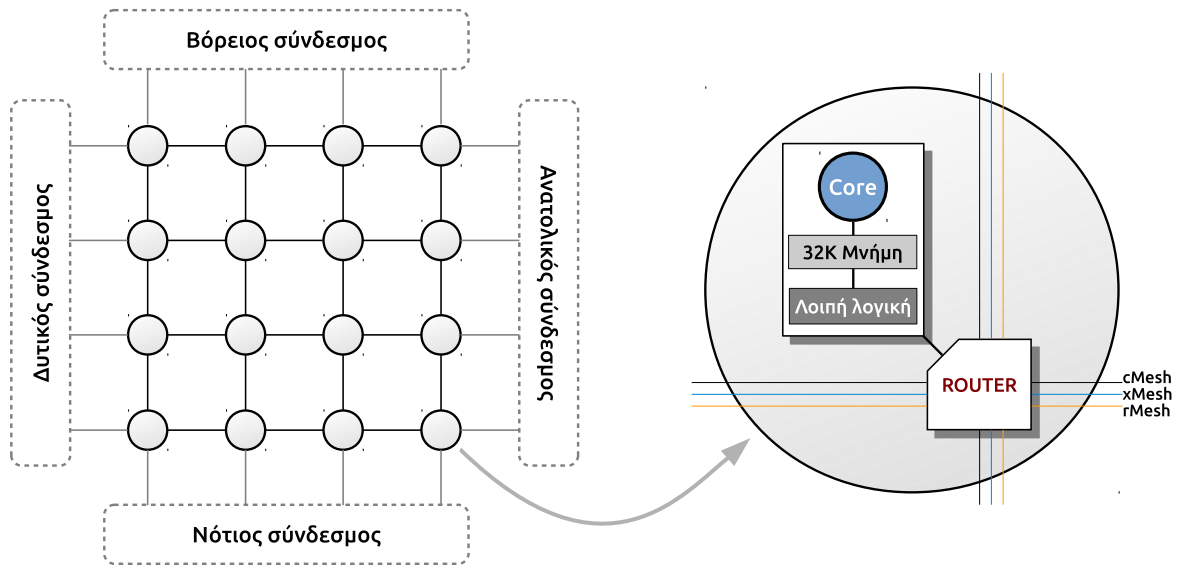 Βόρειος σύνδεσμος
Δυτικός σύνδεσμος
Ανατολικός σύνδεσμος
Νότιος σύνδεσμος
Core
32K Μνήμη
Λοιπή λογική
ROUTER
cMesh
xMesh
rMesh